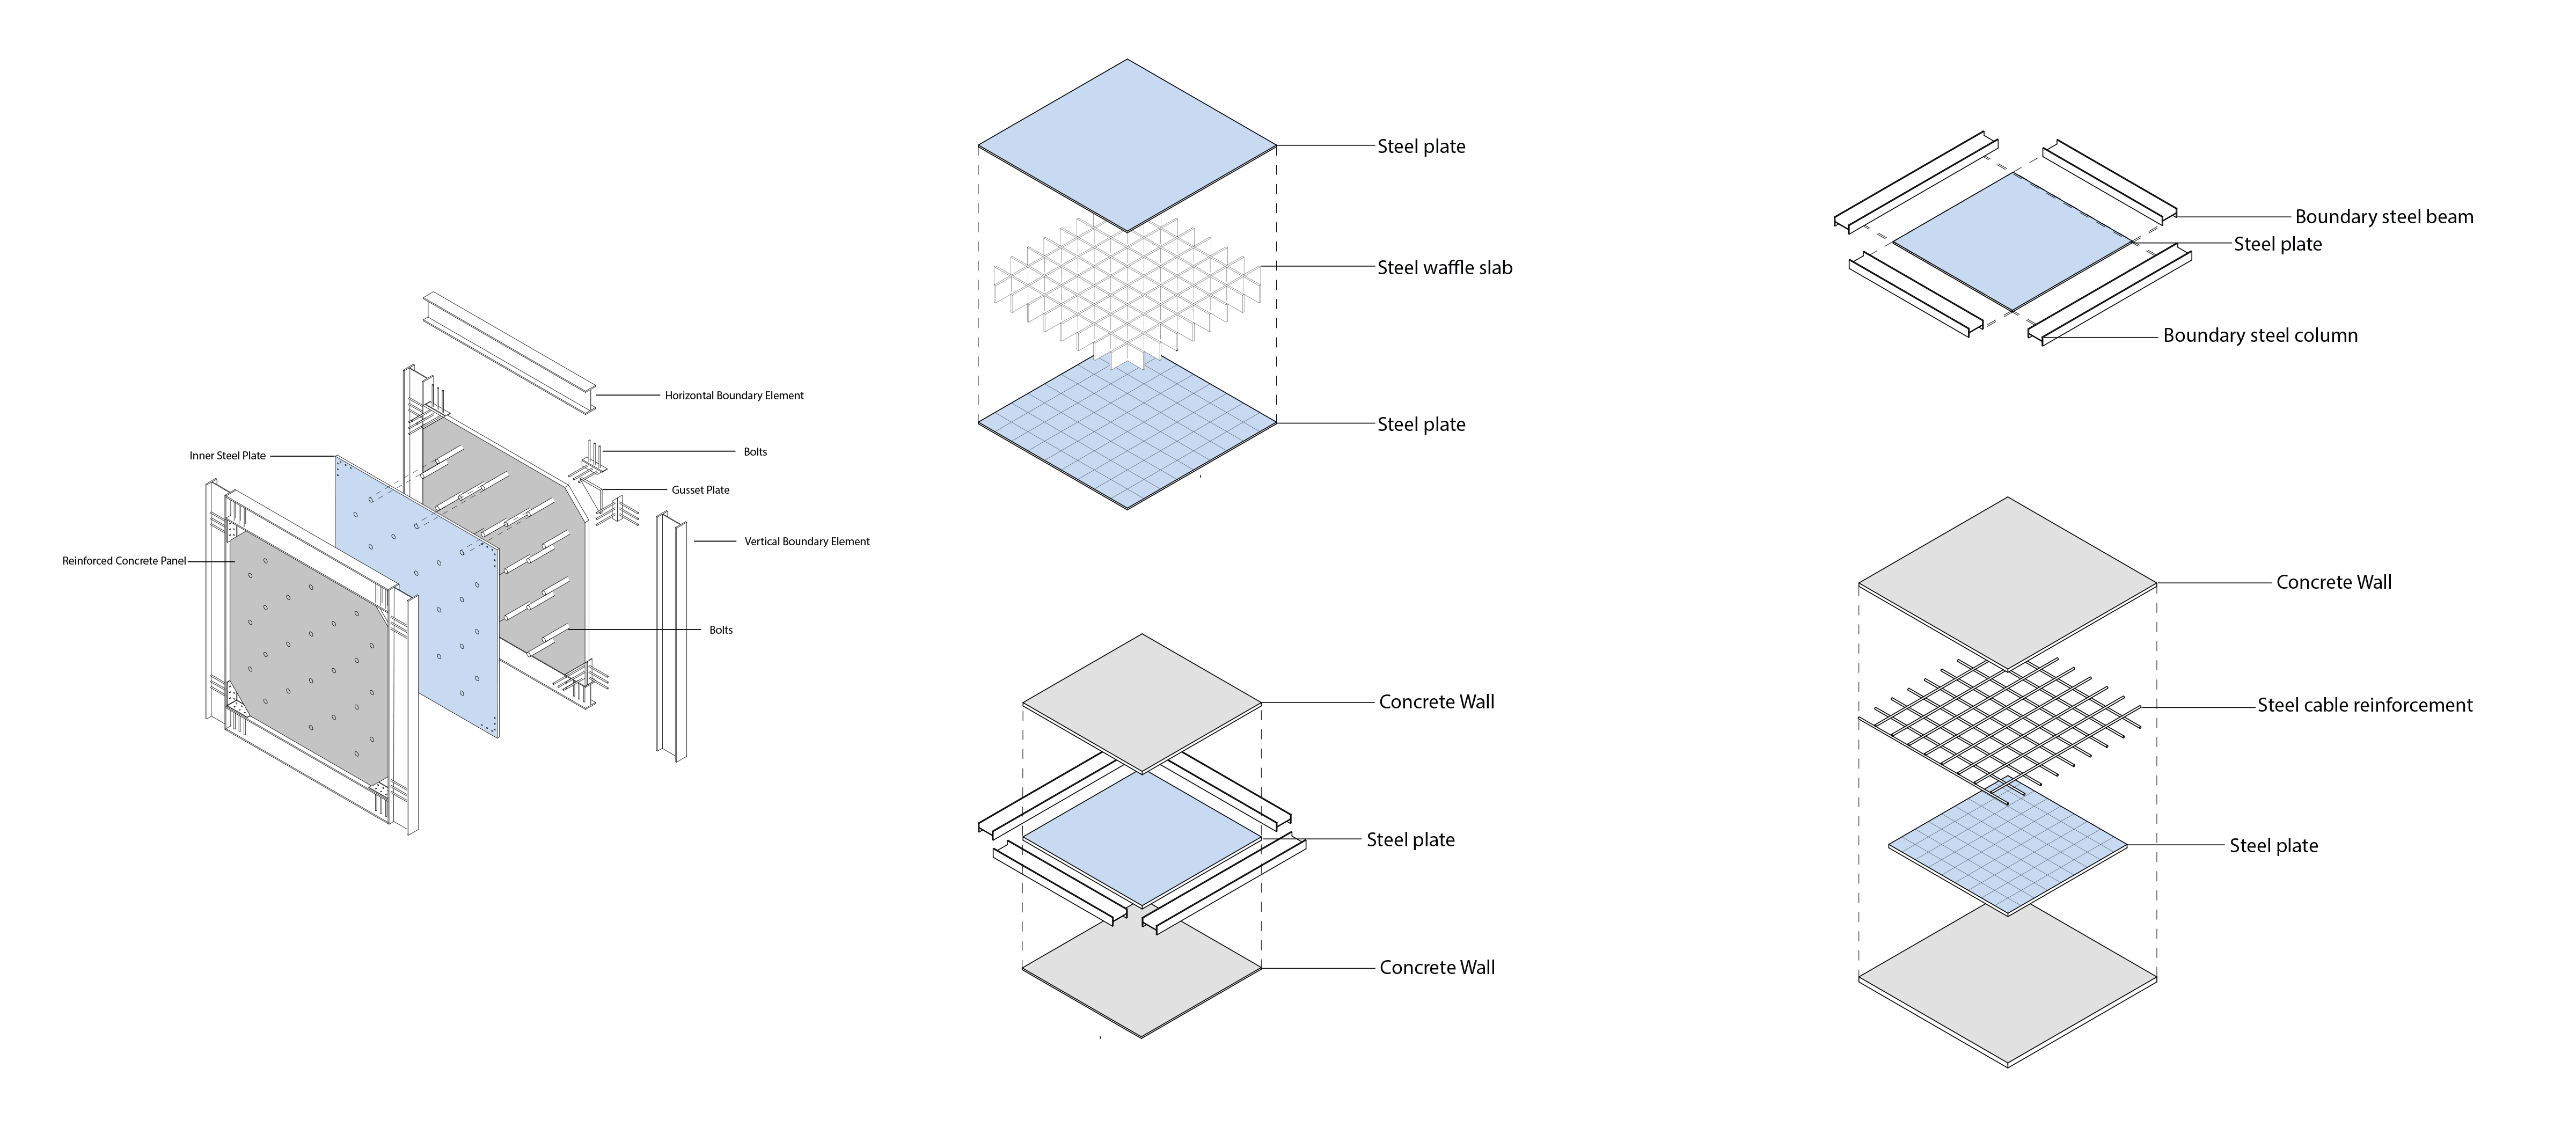 Horizontal Boundary Element
Inner Steel Plate
Bolts
Gusset Plate
Vertical Boundary Element
Reinforced Concrete Panel
Bolts
Steel plate
Steel waffle slab
Steel plate
Concrete Wall
Steel plate
Concrete Wall
Boundary steel beam
Steel plate
Boundary steel column
Concrete Wall
Steel cable reinforcement
Steel plate